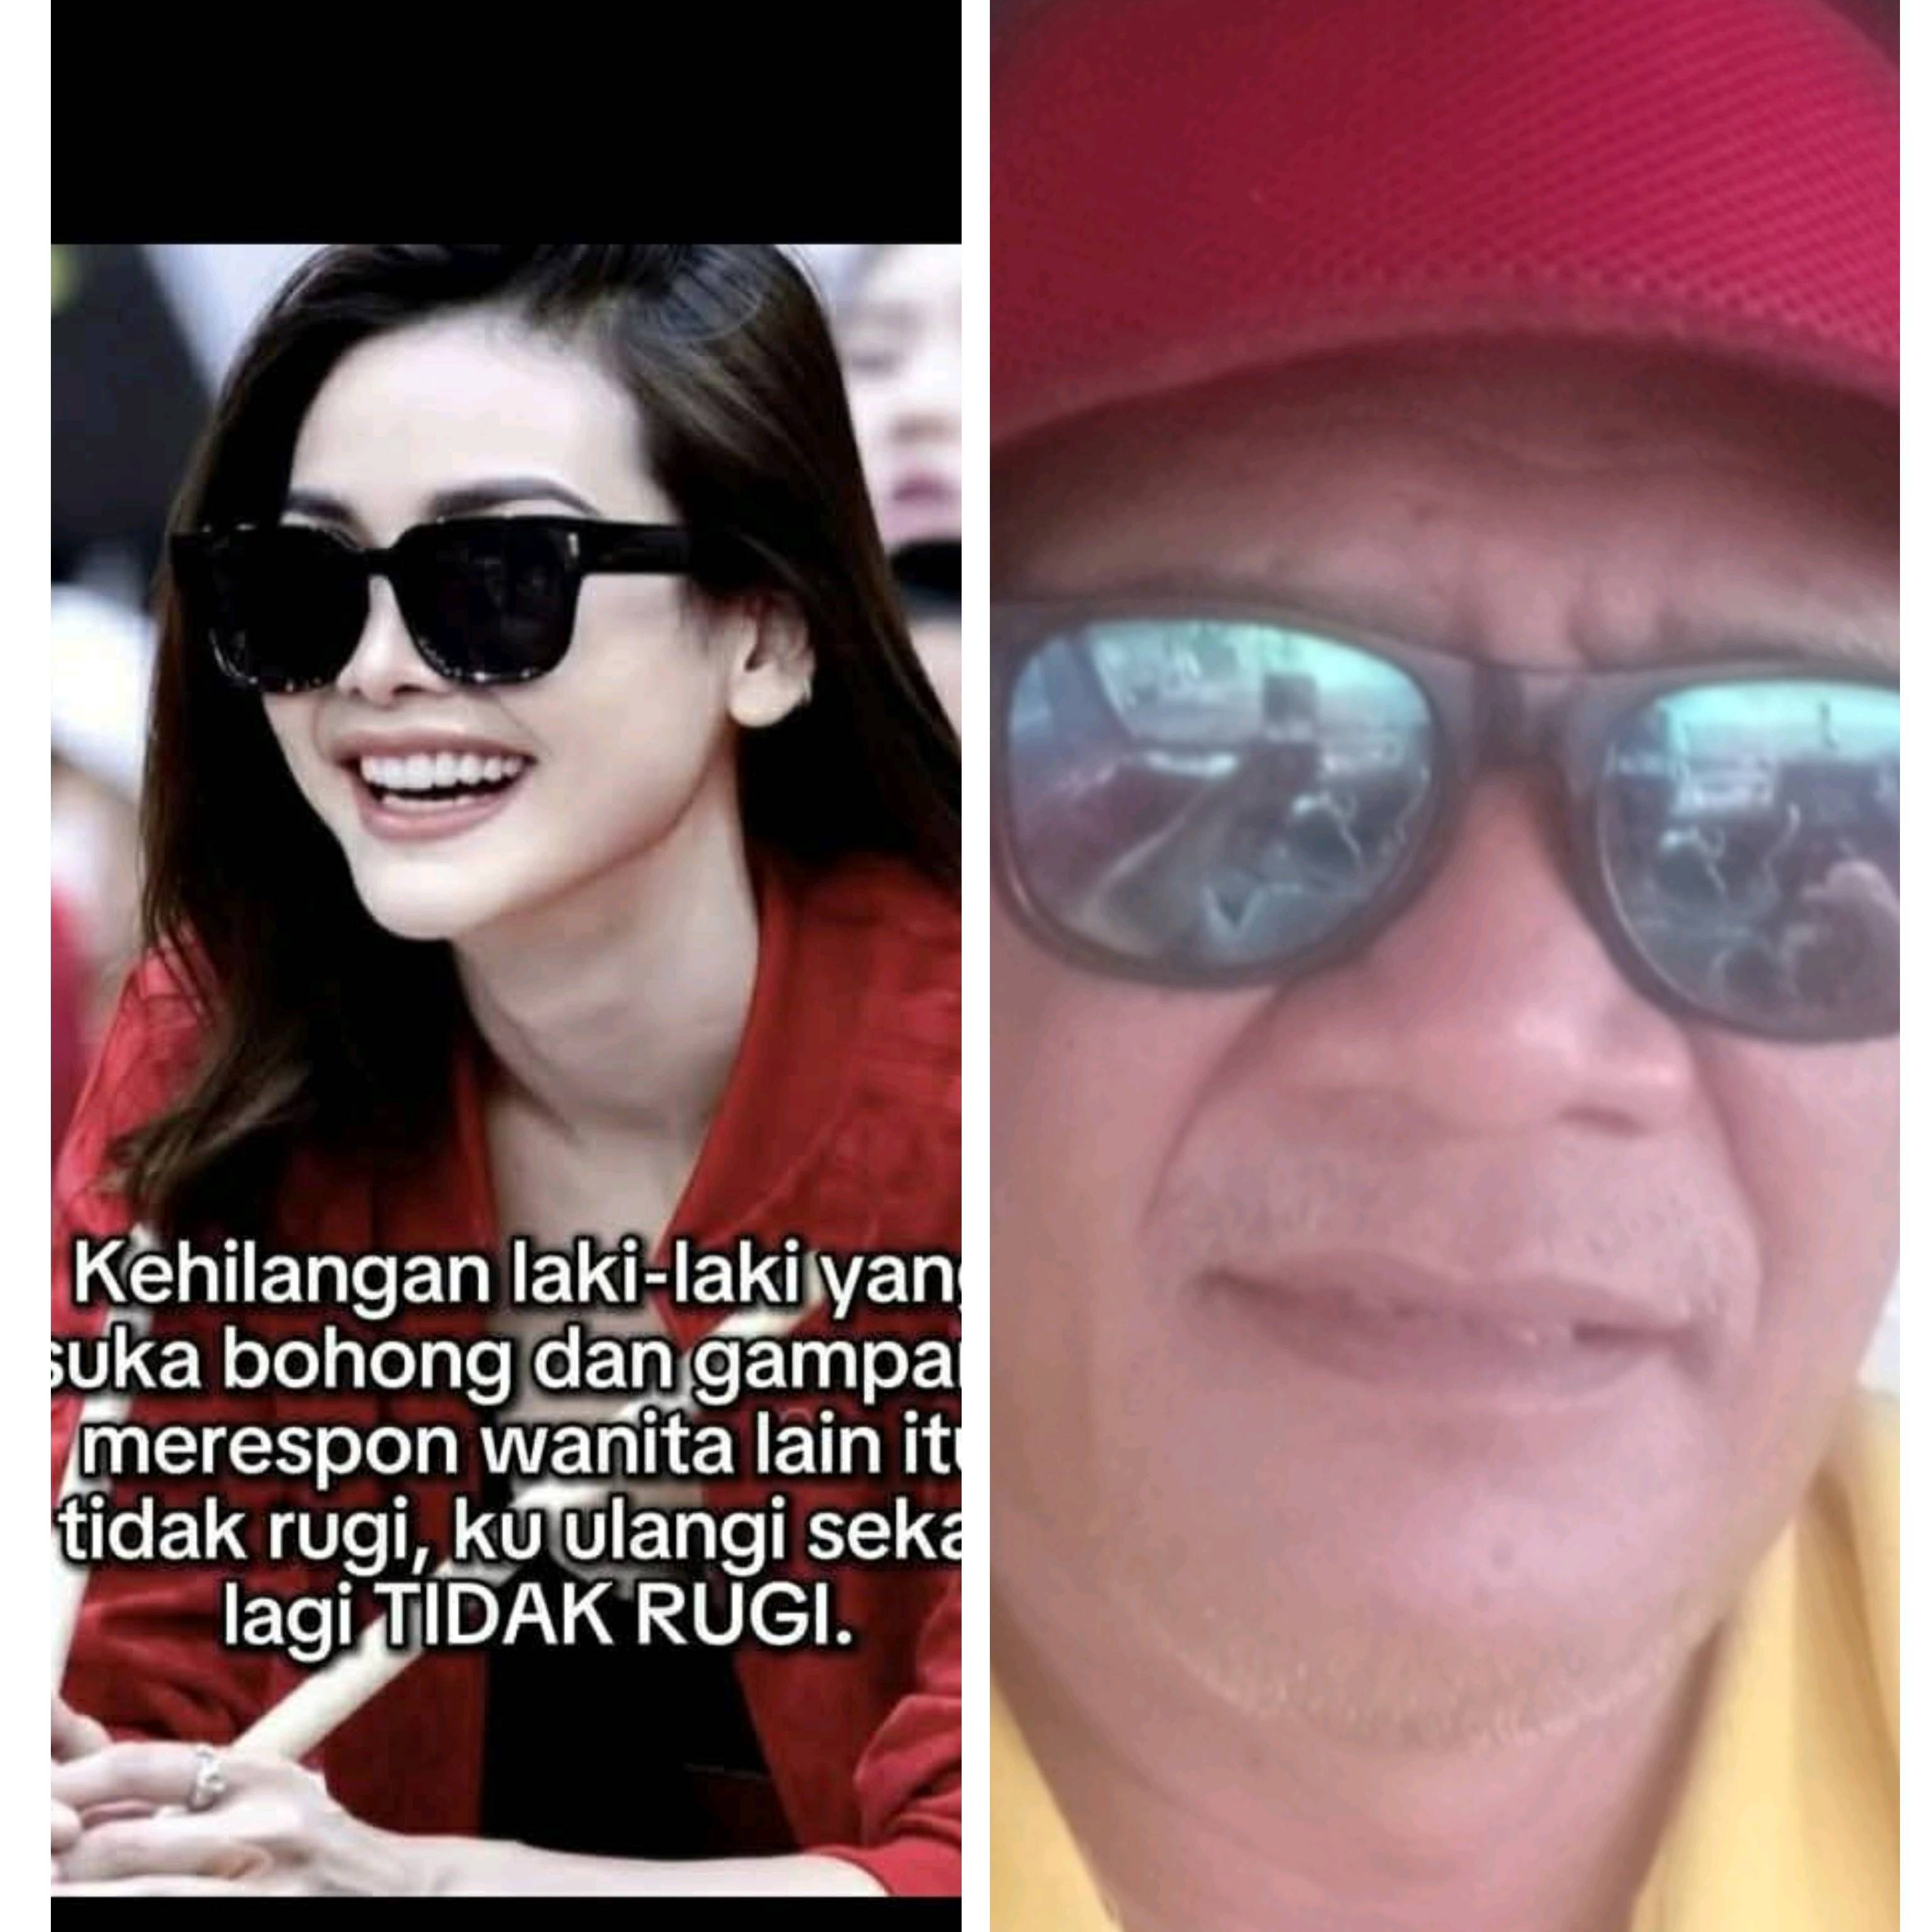 Kehilangan laki-laki yan
suka bohong dan gampa
merespon wanita lain itu
tidak rugi, ku ulangi seka
lagi TIDAK RUGI.